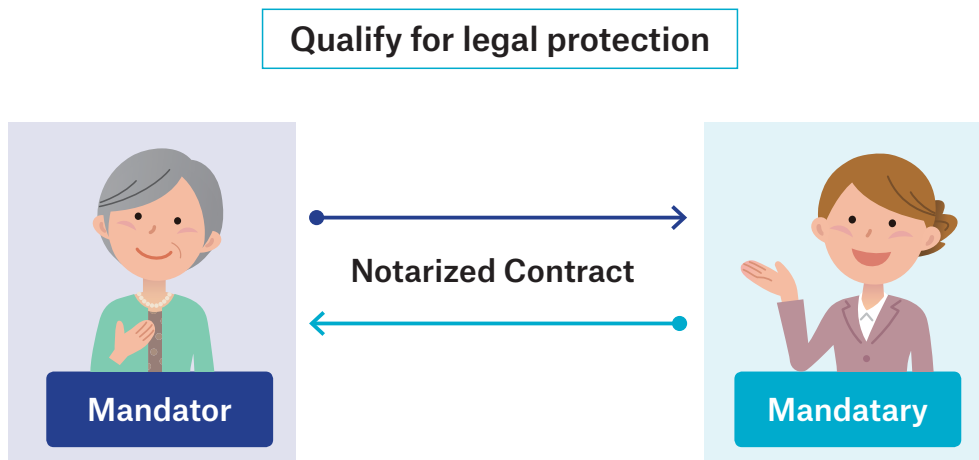 Qualify for legal protection
Notarized Contract
Mandator
Mandatary